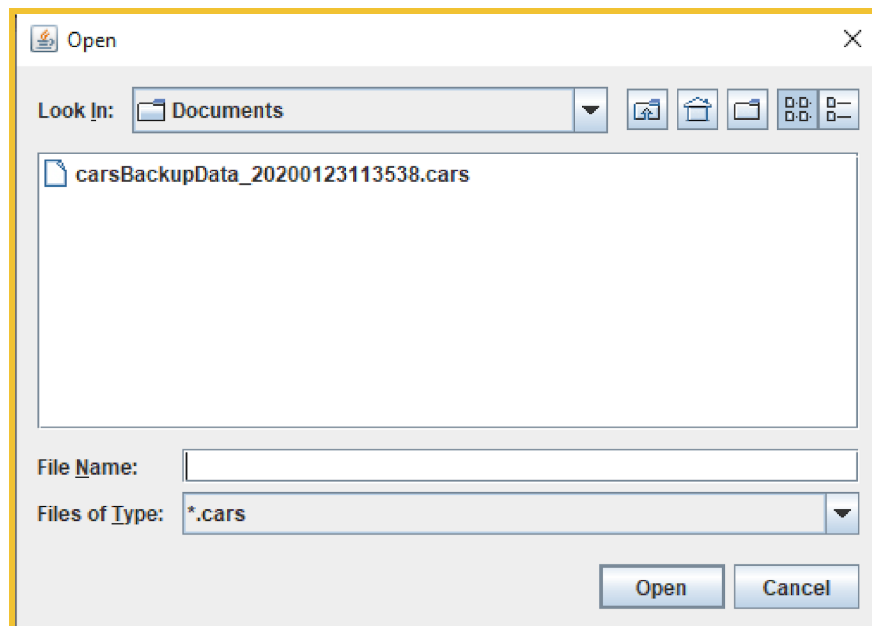 Open
Look In: Documents
carsBackupData_20200123113538.cars
File Name:
Files of Type: *.cars
Open Cancel